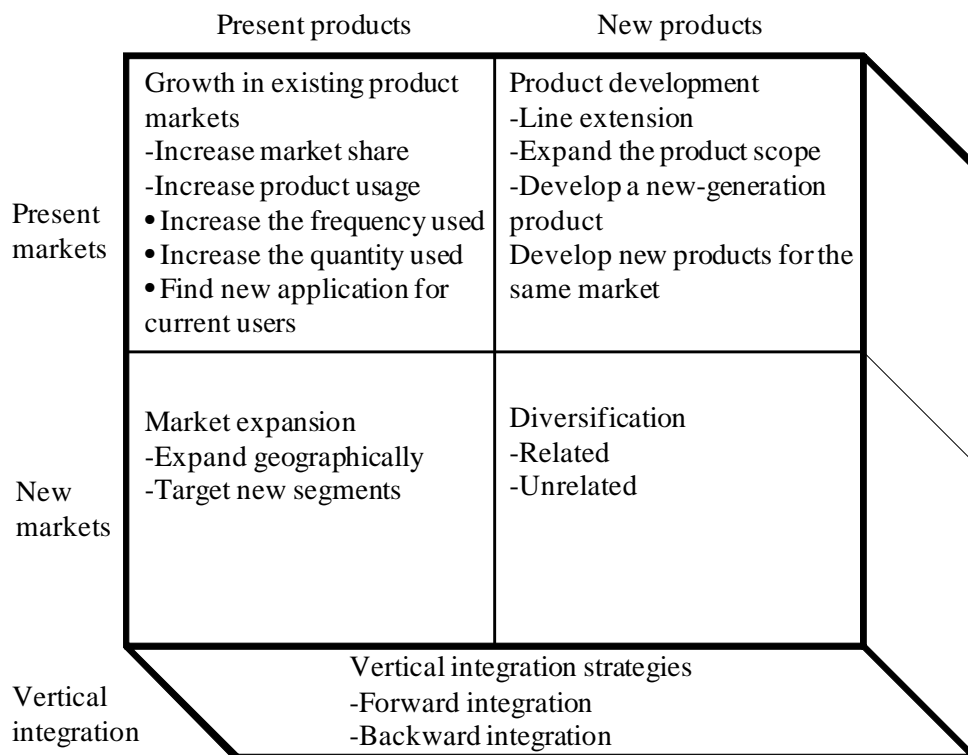 Present products
New products
Growth in existing product
markets
-Increase market share
-Increase product usage
• Increase the frequency used
• Increase the quantity used
• Find new application for
current users
Product development
-Line extension
-Expand the product scope
-Develop a new-generation
product
Develop new products for the
same market
Present
markets
Market expansion
-Expand geographically
-Target new segments
Diversification
-Related
-Unrelated
New
markets
Vertical integration strategies
-Forward integration
-Backward integration
Vertical
integration